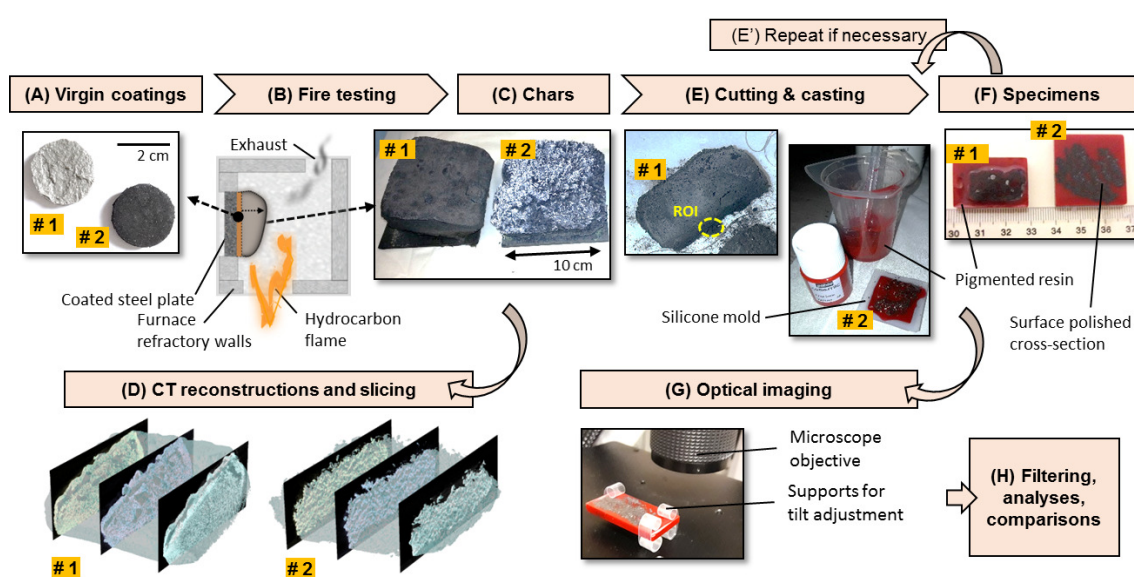 (E') Repeat if necessary
(A) Virgin coatings
(B) Fire testing
(C) Chars
(E) Cutting & casting
(F) Specimens
2 cm
# 1
# 2
Exhaust
# 1
# 2
10 cm
# 1
ROI
# 2
# 1
# 2
30 31 32 33 34 35 36 37
Coated steel plate
Furnace
refractory walls
Hydrocarbon
flame
Silicone mold
Pigmented resin
Surface polished
cross-section
(D) CT reconstructions and slicing
(G) Optical imaging
# 1
# 2
Microscope
objective
Supports for
tilt adjustment
(H) Filtering,
analyses,
comparisons